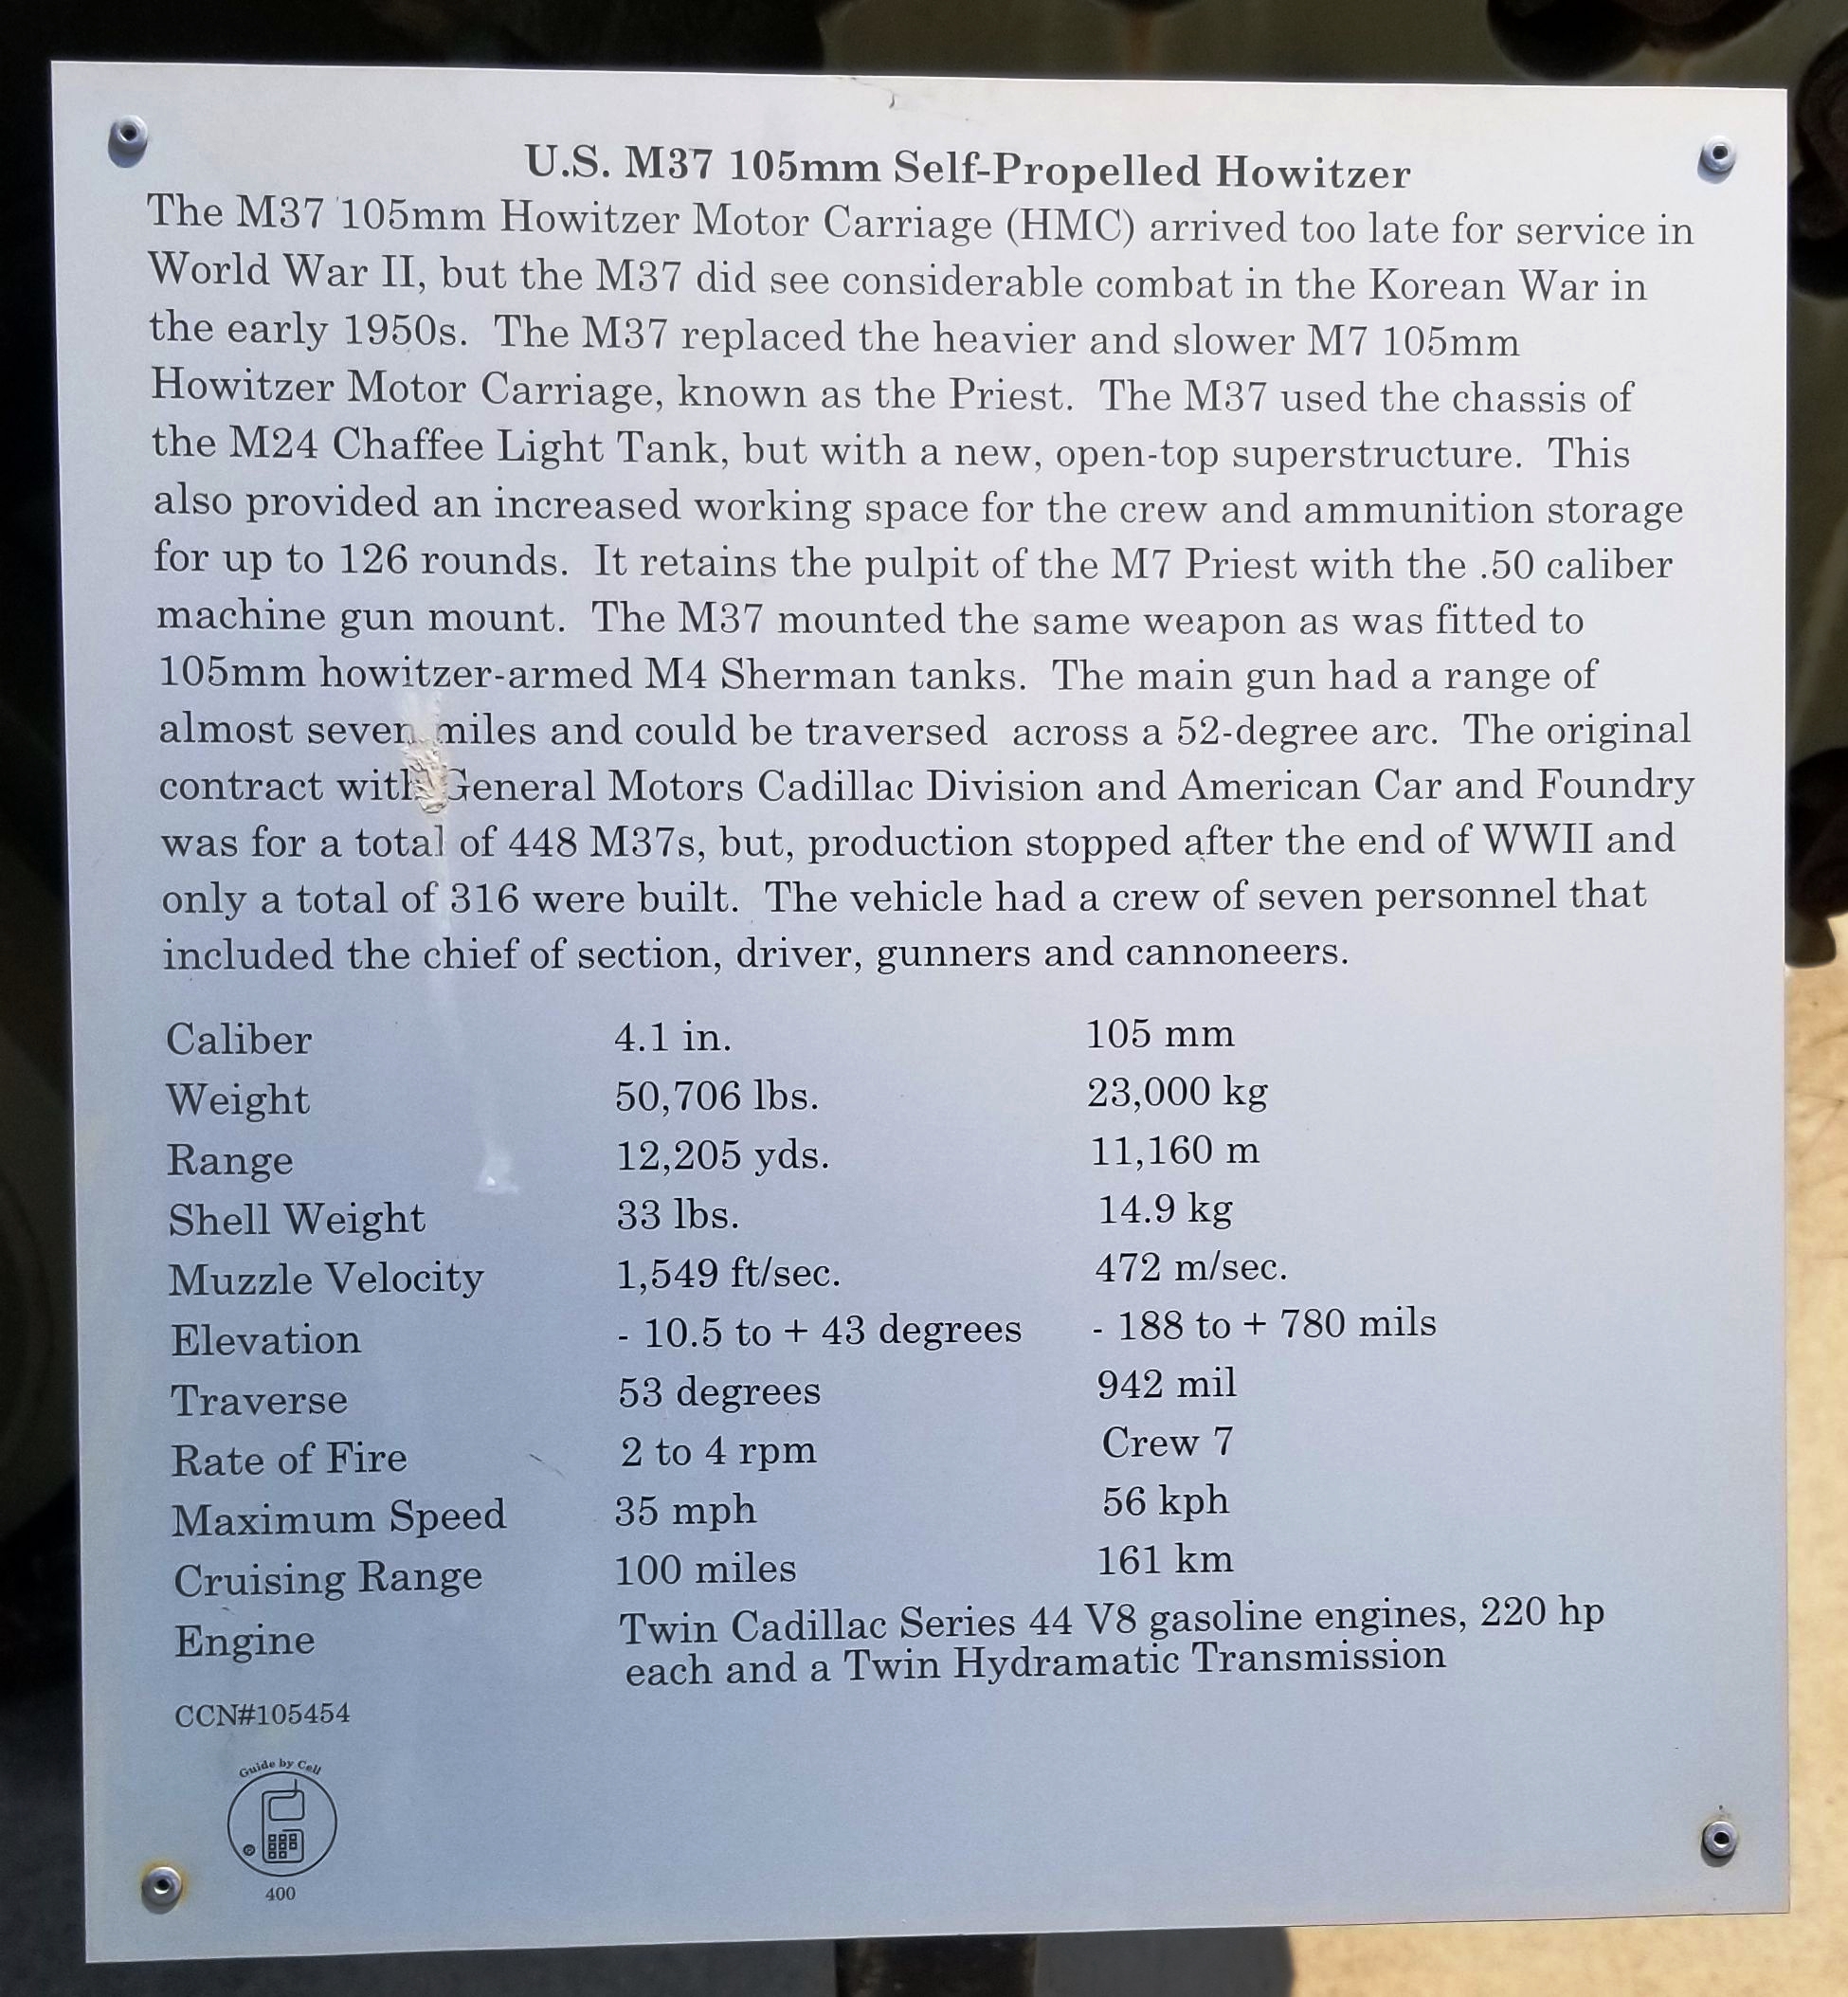 U.S. M37 105mm Self-Propelled Howitzer
The M37 105mm Howitzer Motor Carriage (HMC) arrived too late for service in
World War II, but the M37 did see considerable combat in the Korean War in
the early 1950s. The M37 replaced the heavier and slower M7 105mm
Howitzer Motor Carriage, known as the Priest. The M37 used the chassis of
the M24 Chaffee Light Tank, but with a new, open-top superstructure. This
also provided an increased working space for the crew and ammunition storage
for up to 126 rounds. It retains the pulpit of the M7 Priest with the .50 caliber
machine gun mount. The M37 mounted the same weapon as was fitted to
105mm howitzer-armed M4 Sherman tanks. The main gun had a range of
almost seven miles and could be traversed across a 52-degree arc. The original
contract with General Motors Cadillac Division and American Car and Foundry
was for a total of 448 M37s, but, production stopped after the end of WWII and
only a total of 316 were built. The vehicle had a crew of seven personnel that
included the chief of section, driver, gunners and cannoneers.
Caliber 4.1 in. 105 mm
Weight 50,706 lbs. 23,000 kg
Range 12,205 yds. 11,160 m
Shell Weight 33 lbs. 14.9 kg
Muzzle Velocity 1,549 ft/sec. 472 m/sec.
Elevation - 10.5 to + 43 degrees - 188 to + 780 mils
Traverse 53 degrees 942 mil
Rate of Fire 2 to 4 rpm Crew 7
Maximum Speed 35 mph 56 kph
Cruising Range 100 miles 161 km
Engine Twin Cadillac Series 44 V8 gasoline engines, 220 hp
each and a Twin Hydramatic Transmission
CCN#105454
Guide by Cell
400